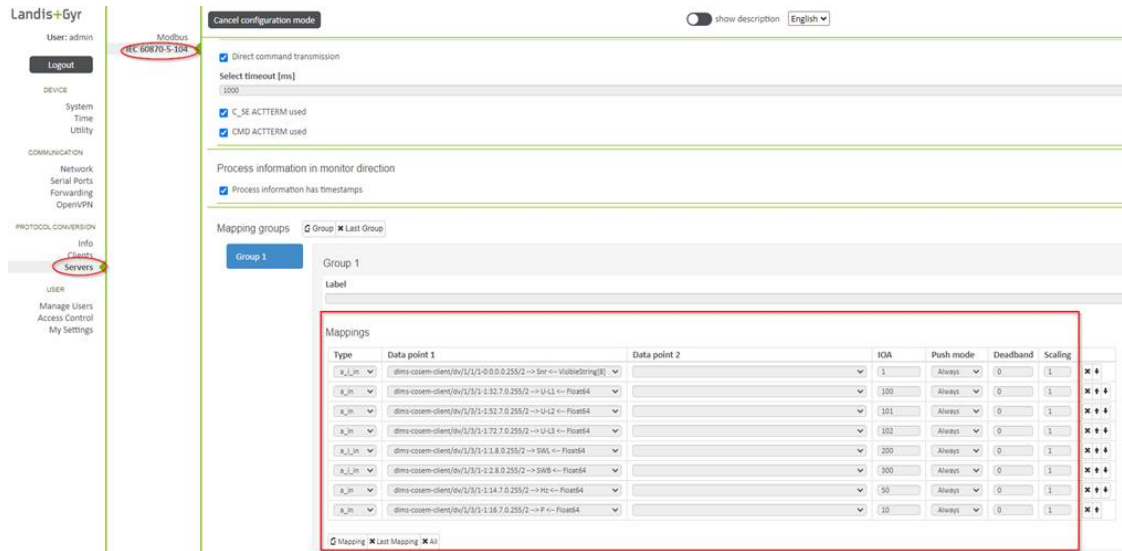 Landis+Gyr
User: admin
Logout
DEVICE
System
Time
Utility
COMMUNICATION
Network
Serial Ports
Forwarding
OpenVPN
PROTOCOL CONVERSION
Info
Clients
Servers
USER
Manage Users
Access Control
My Settings
Modbus
IEC 60870-5-104
Cancel configuration mode
show description English
Direct command transmission
Select timeout [ms]
1000
C_SE ACTTERM used
CMD ACTTERM used
Process information in monitor direction
Process information has timestamps
Mapping groups Group Last Group
Group 1
Group 1
Label
Mappings
Type Data point 1 Data point 2 IOA Push mode Deadband Scaling
a_i_in dlms-cosem-client/dv/1/1/1-0:0.0.0.255/2 --> Snr <-- VisibleString[8] 1 Always 0 1
a_in dlms-cosem-client/dv/1/3/1-1:32.7.0.255/2 --> U-L1 <-- Float64 100 Always 0 1
a_in dlms-cosem-client/dv/1/3/1-1:52.7.0.255/2 --> U-L2 <-- Float64 101 Always 0 1
a_in dlms-cosem-client/dv/1/3/1-1:72.7.0.255/2 --> U-L3 <-- Float64 102 Always 0 1
a_i_in dlms-cosem-client/dv/1/3/1-1:1.8.0.255/2 --> SWL <-- Float64 200 Always 0 1
a_i_in dlms-cosem-client/dv/1/3/1-1:2.8.0.255/2 --> SWB <-- Float64 300 Always 0 1
a_in dlms-cosem-client/dv/1/3/1-1:14.7.0.255/2 --> Hz <-- Float64 50 Always 0 1
a_in dlms-cosem-client/dv/1/3/1-1:16.7.0.255/2 --> P <-- Float64 10 Always 0 1
Mapping Last Mapping All